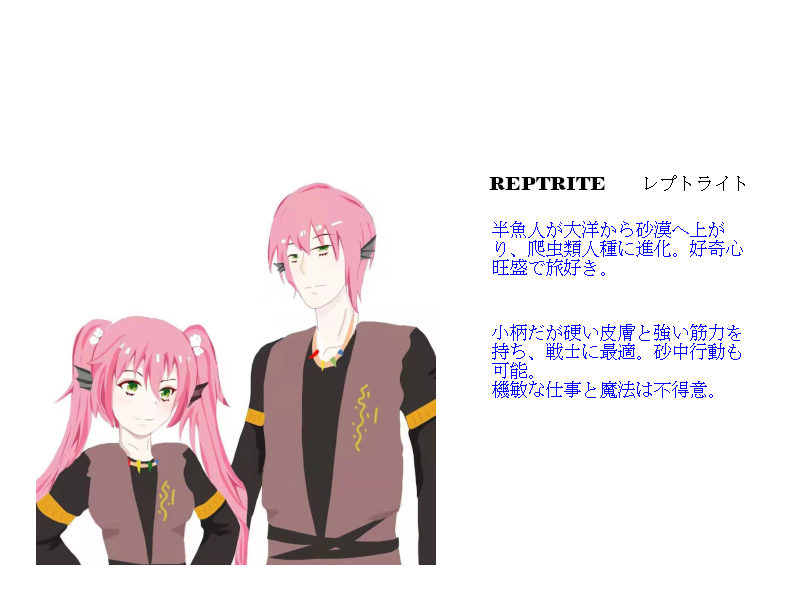 REPTRITE レプトライト
半魚人が大洋から砂漠へ上が
り、爬虫類人種に進化。好奇心
旺盛で旅好き。
小柄だが硬い皮膚と強い筋力を
持ち、戦士に最適。砂中行動も
可能。
機敏な仕事と魔法は不得意。